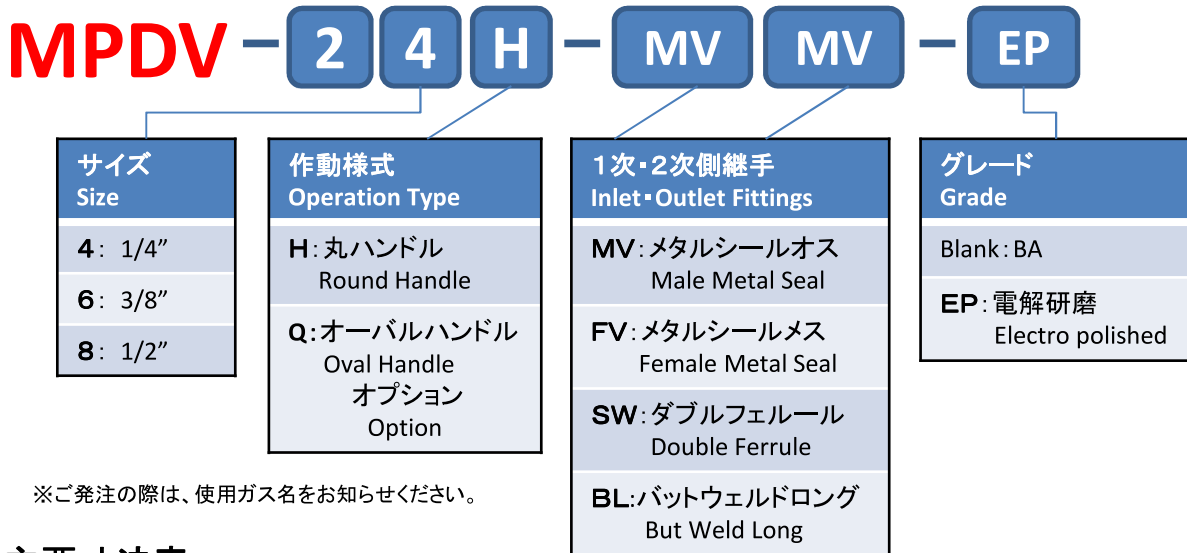 MPDV - 2 4 H - MV MV - EP
サイズ
Size
4: 1/4”
6: 3/8”
8: 1/2”
作動様式
Operation Type
H:丸ハンドル
Round Handle
Q:オーバルハンドル
Oval Handle
オプション
Option
1次・2次側継手
Inlet・Outlet Fittings
MV:メタルシールオス
Male Metal Seal
FV:メタルシールメス
Female Metal Seal
SW:ダブルフェルール
Double Ferrule
BL:バットウェルドロング
But Weld Long
グレード
Grade
Blank:BA
EP:電解研磨
Electro polished
※ご発注の際は、使用ガス名をお知らせください。